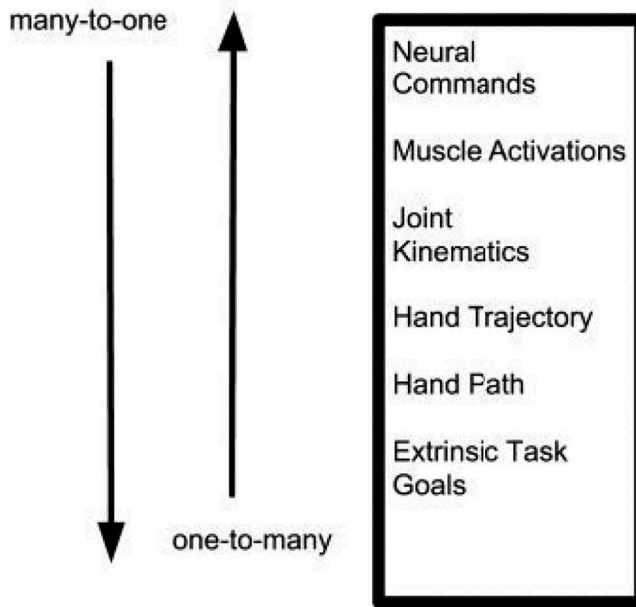 many-to-one
one-to-many
Neural
Commands
Muscle Activations
Joint
Kinematics
Hand Trajectory
Hand Path
Extrinsic Task
Goals